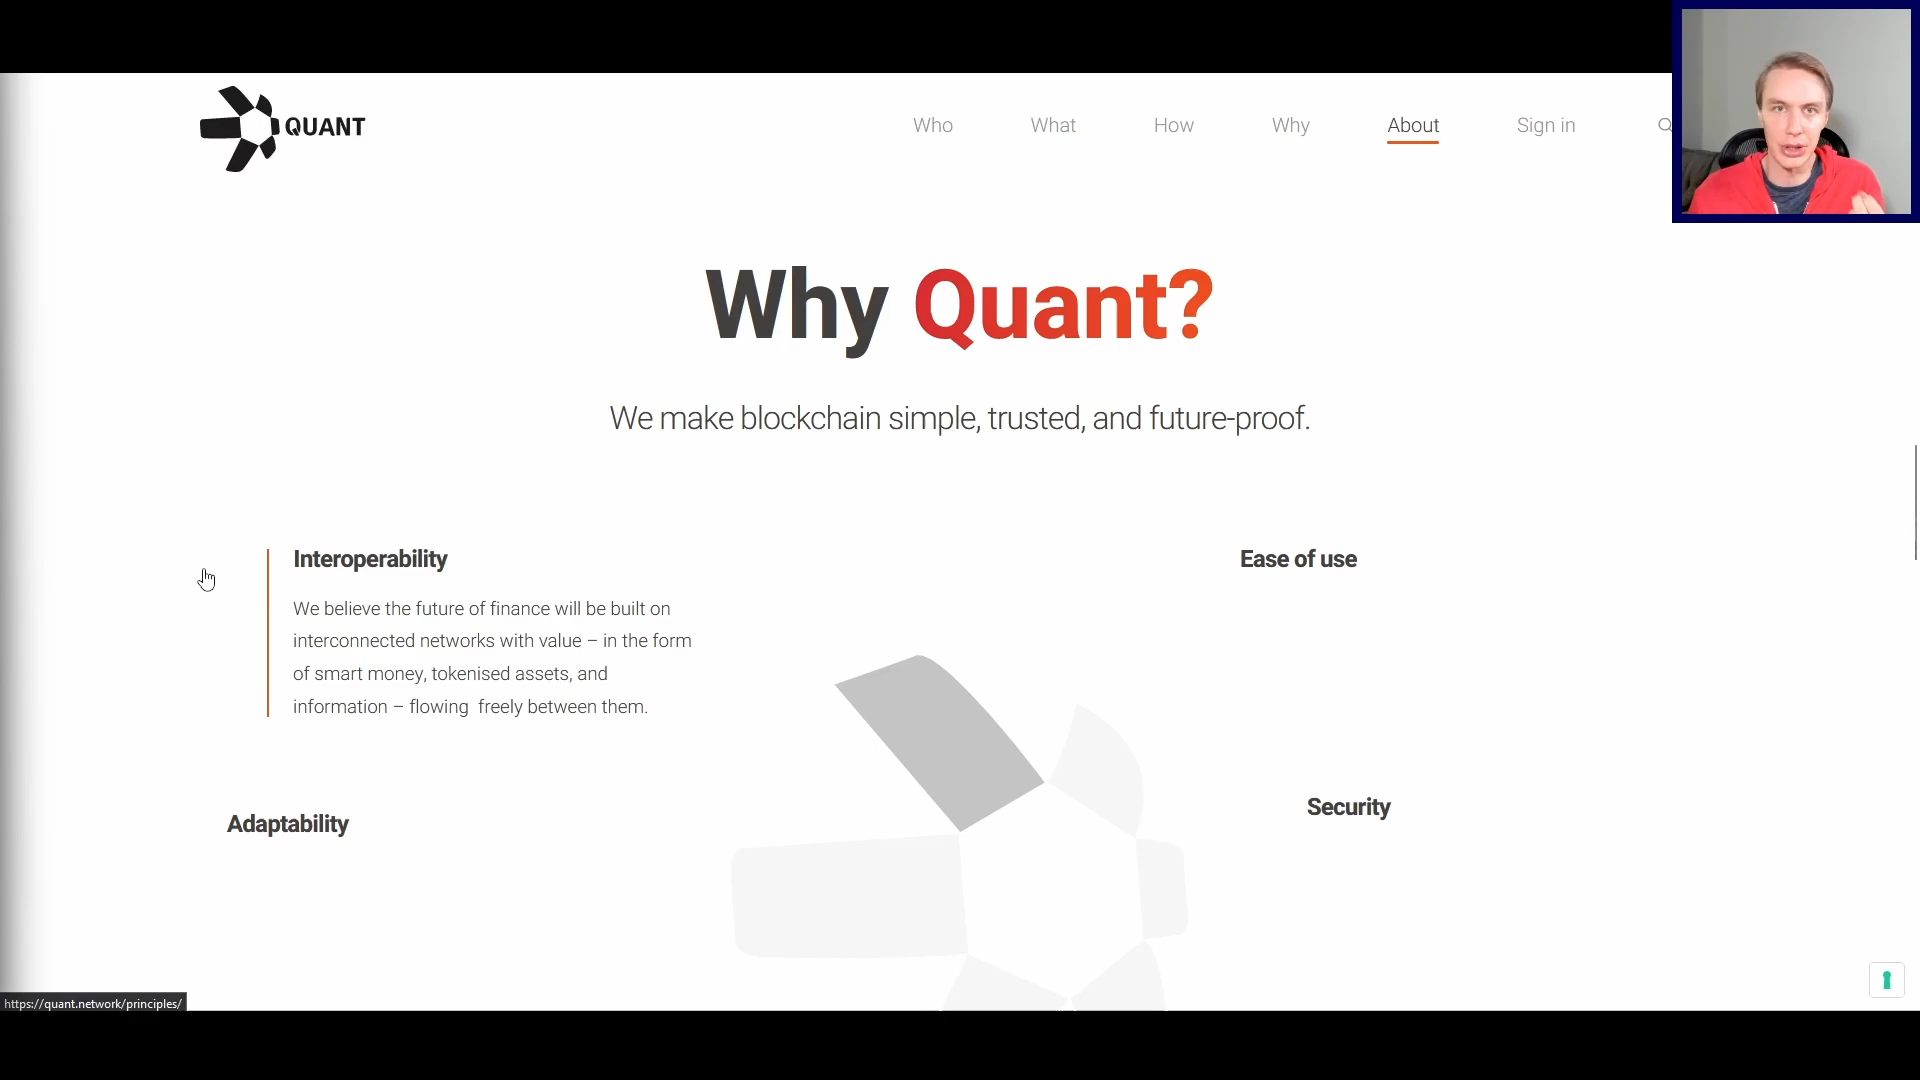 QUANT
Who
What
How
Why
About
Sign in
Why Quant?
We make blockchain simple, trusted, and future-proof.
Interoperability
We believe the future of finance will be built on
interconnected networks with value – in the form
of smart money, tokenised assets, and
information – flowing  freely between them.
Ease of use
Adaptability
Security
https://quant.network/principles/